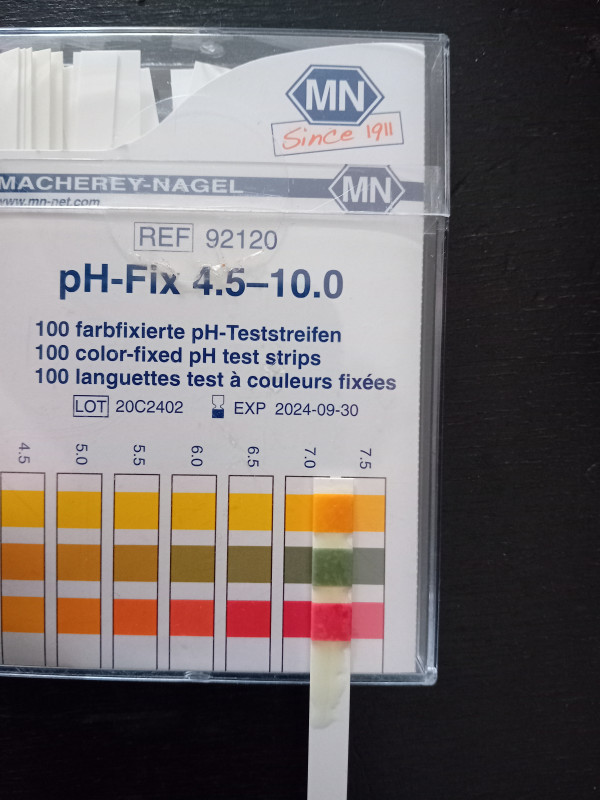 MN
Since 1911
MACHEREY-NAGEL
MN
www.mn-net.com
REF 92120
pH-Fix 4.5–10.0
100 farbfixierte pH-Teststreifen
100 color-fixed pH test strips
100 languettes test à couleurs fixées
LOT 20C2402 EXP 2024-09-30
4.5 5.0 5.5 6.0 6.5 7.0 7.5